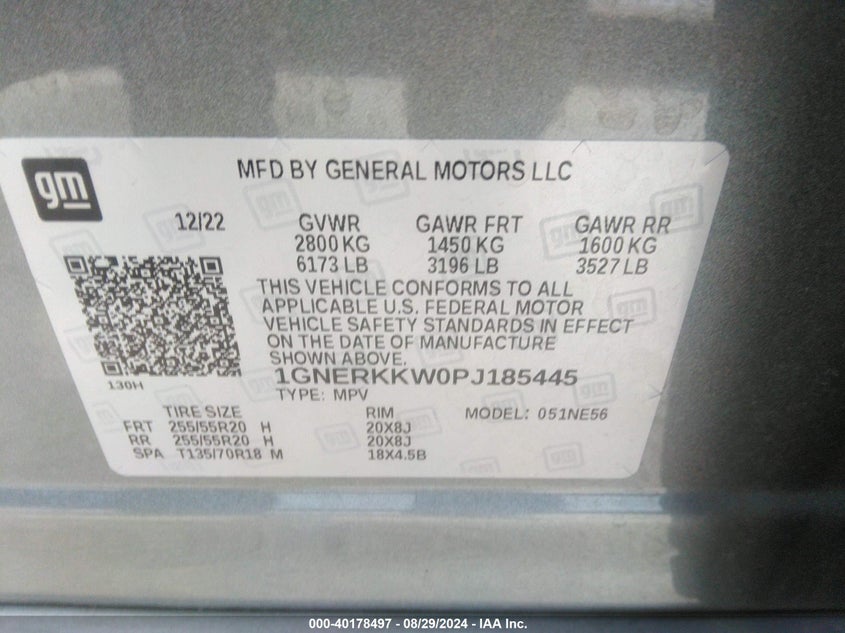 gm
MFD BY GENERAL MOTORS LLC
12/22 GVWR GAWR FRT GAWR RR
2800 KG 1450 KG 1600 KG
6173 LB 3196 LB 3527 LB
THIS VEHICLE CONFORMS TO ALL
APPLICABLE U.S. FEDERAL MOTOR
VEHICLE SAFETY STANDARDS IN EFFECT
ON THE DATE OF MANUFACTURE
SHOWN ABOVE.
130H
1GNERKKW0PJ185445
TYPE: MPV
TIRE SIZE RIM MODEL: 051NE56
FRT 255/55R20 H 20X8J
RR 255/55R20 H 20X8J
SPA T135/70R18 M 18X4.5B
000-40178497 - 08/29/2024 - IAA Inc.